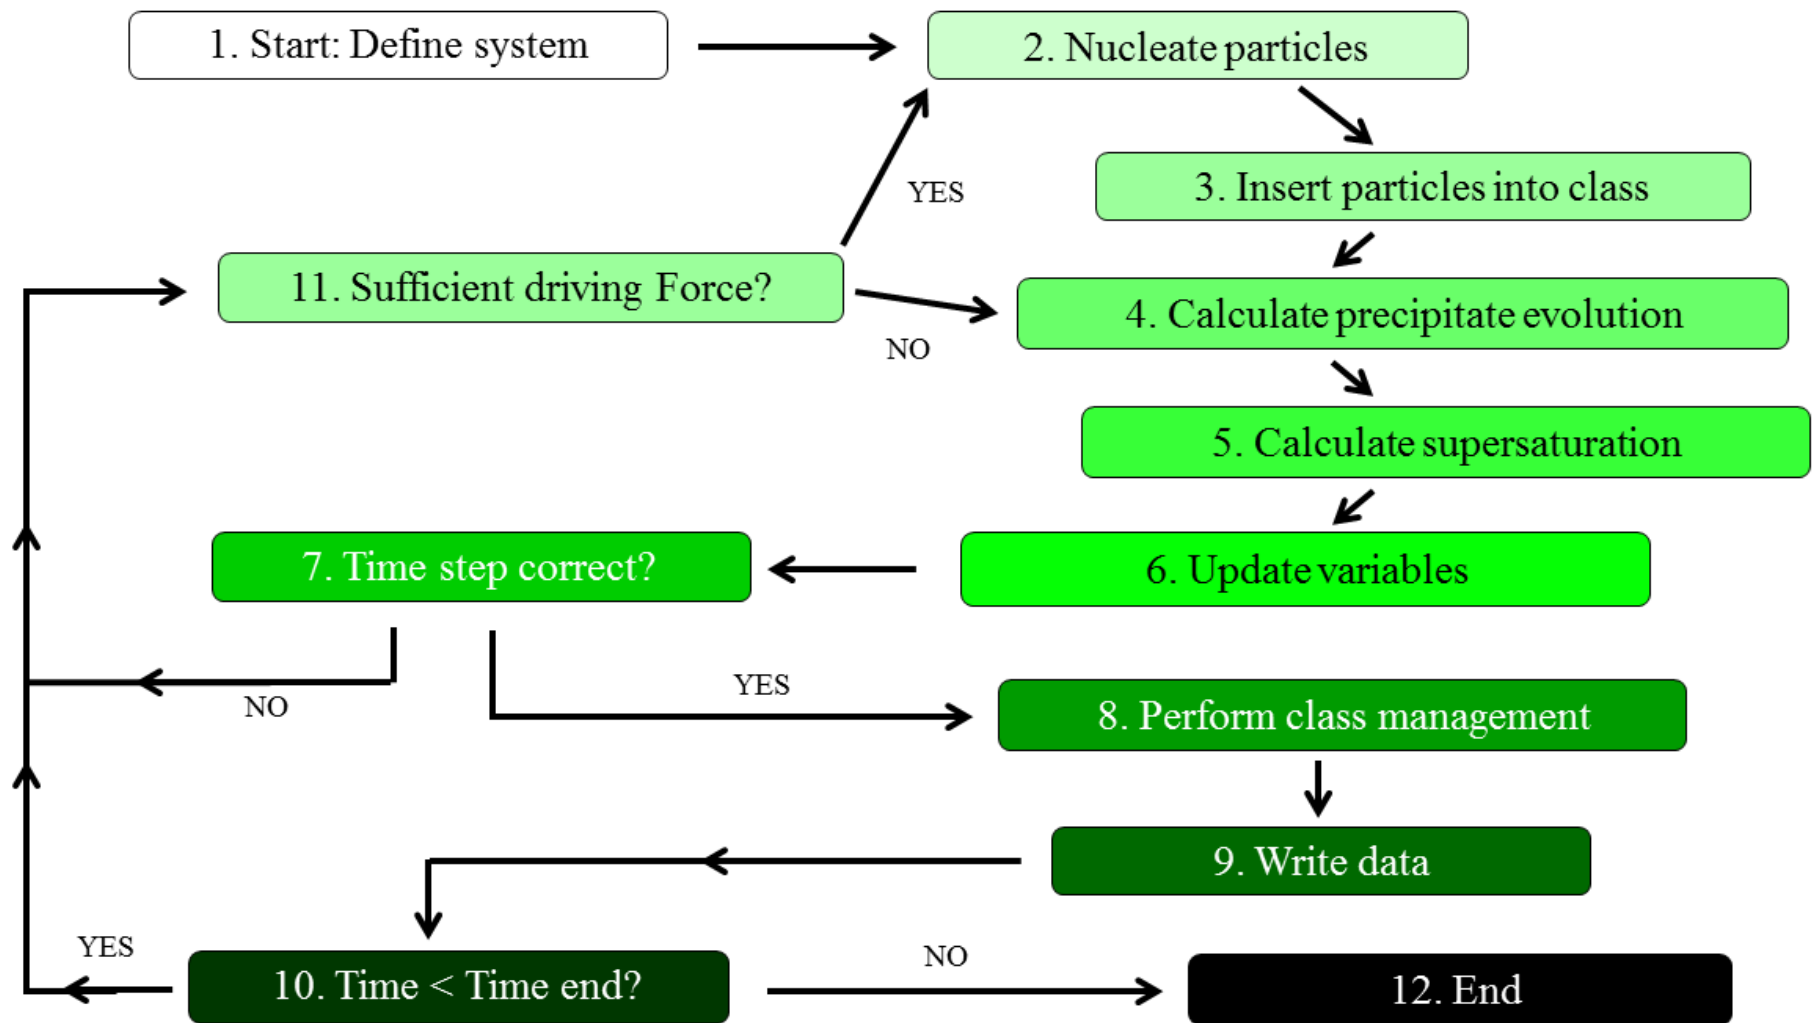 1. Start: Define system
2. Nucleate particles
3. Insert particles into class
YES
11. Sufficient driving Force?
NO
4. Calculate precipitate evolution
5. Calculate supersaturation
7. Time step correct?
6. Update variables
NO
YES
8. Perform class management
9. Write data
YES
10. Time < Time end?
NO
12. End